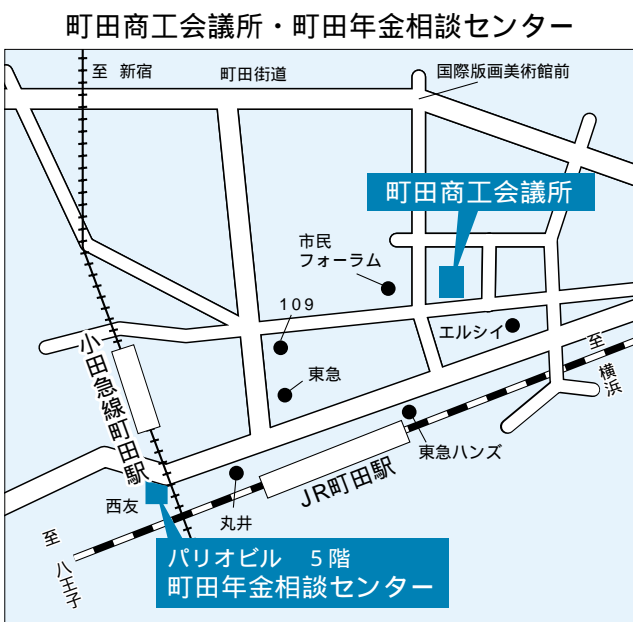 町田商工会議所・町田年金相談センター
至 新宿
町田街道
国際版画美術館前
町田商工会議所
市民
フォーラム
109
エルシイ
至 横浜
小田急線町田駅
東急
東急ハンズ
JR町田駅
西友
丸井
至 八王子
パリオビル　5階
町田年金相談センター